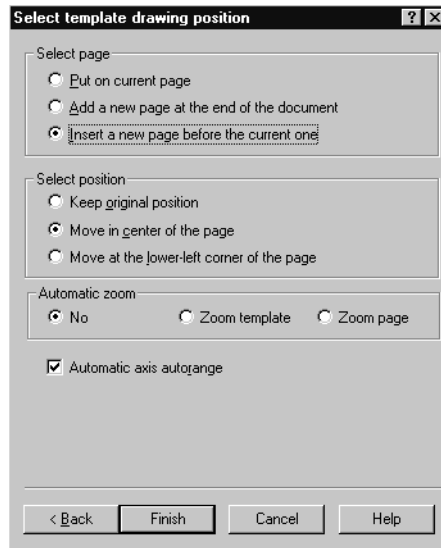 Select template drawing position
Select page
Put on current page
Add a new page at the end of the document
Insert a new page before the current one
Select position
Keep original position
Move in center of the page
Move at the lower-left corner of the page
Automatic zoom
No Zoom template Zoom page
Automatic axis autorange
< Back Finish Cancel Help